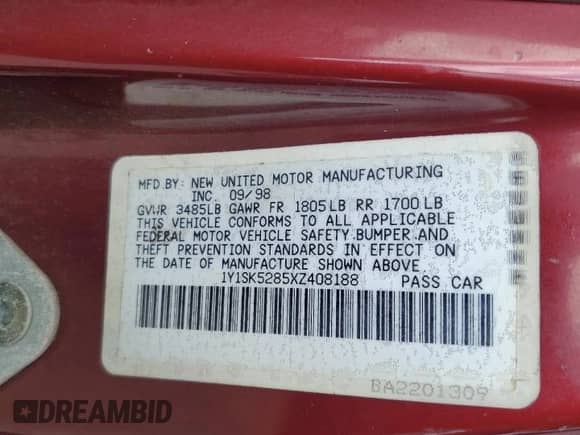 MFD.BY: NEW UNITED MOTOR MANUFACTURING
INC. 09/98
GVWR 3485LB GAWR FR 1805LB RR 1700LB
THIS VEHICLE CONFORMS TO ALL APPLICABLE
FEDERAL MOTOR VEHICLE SAFETY.BUMPER AND
THEFT PREVENTION STANDARDS IN EFFECT ON
THE DATE OF MANUFACTURE SHOWN ABOVE.
1Y1SK5285XZ408188 PASS CAR
BA2201309
DREAMBID